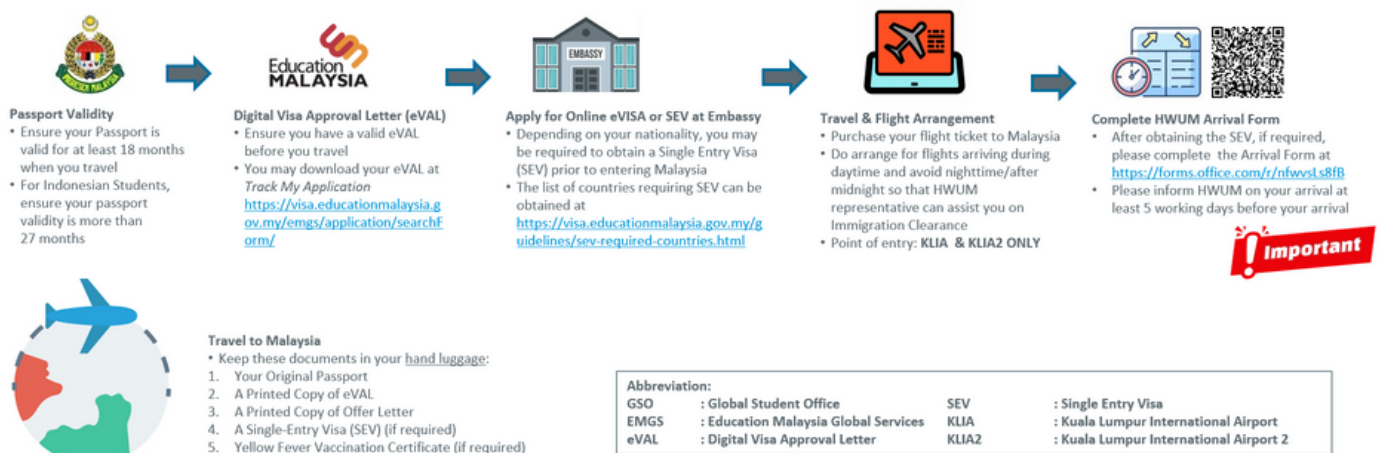 Passport Validity
• Ensure your Passport is
valid for at least 18 months
when you travel
• For Indonesian Students,
ensure your passport
validity is more than
27 months
Education
MALAYSIA
Digital Visa Approval Letter (eVAL)
• Ensure you have a valid eVAL
before you travel
• You may download your eVAL at
Track My Application
https://visa.educationmalaysia.g
ov.my/emgs/application/searchF
orm/
EMBASSY
Apply for Online eVISA or SEV at Embassy
• Depending on your nationality, you may
be required to obtain a Single Entry Visa
(SEV) prior to entering Malaysia
• The list of countries requiring SEV can be
obtained at
https://visa.educationmalaysia.gov.my/g
uidelines/sev-required-countries.html
Travel & Flight Arrangement
• Purchase your flight ticket to Malaysia
• Do arrange for flights arriving during
daytime and avoid nighttime/after
midnight so that HWUM
representative can assist you on
Immigration Clearance
• Point of entry: KLIA & KLIA2 ONLY
Complete HWUM Arrival Form
• After obtaining the SEV, if required,
please complete the Arrival Form at
https://forms.office.com/r/nfwvsLs8fB
• Please inform HWUM on your arrival at
least 5 working days before your arrival
Important
Travel to Malaysia
• Keep these documents in your hand luggage:
1. Your Original Passport
2. A Printed Copy of eVAL
3. A Printed Copy of Offer Letter
4. A Single-Entry Visa (SEV) (if required)
5. Yellow Fever Vaccination Certificate (if required)
Abbreviation:
GSO : Global Student Office SEV : Single Entry Visa
EMGS : Education Malaysia Global Services KLIA : Kuala Lumpur International Airport
eVAL : Digital Visa Approval Letter KLIA2 : Kuala Lumpur International Airport 2